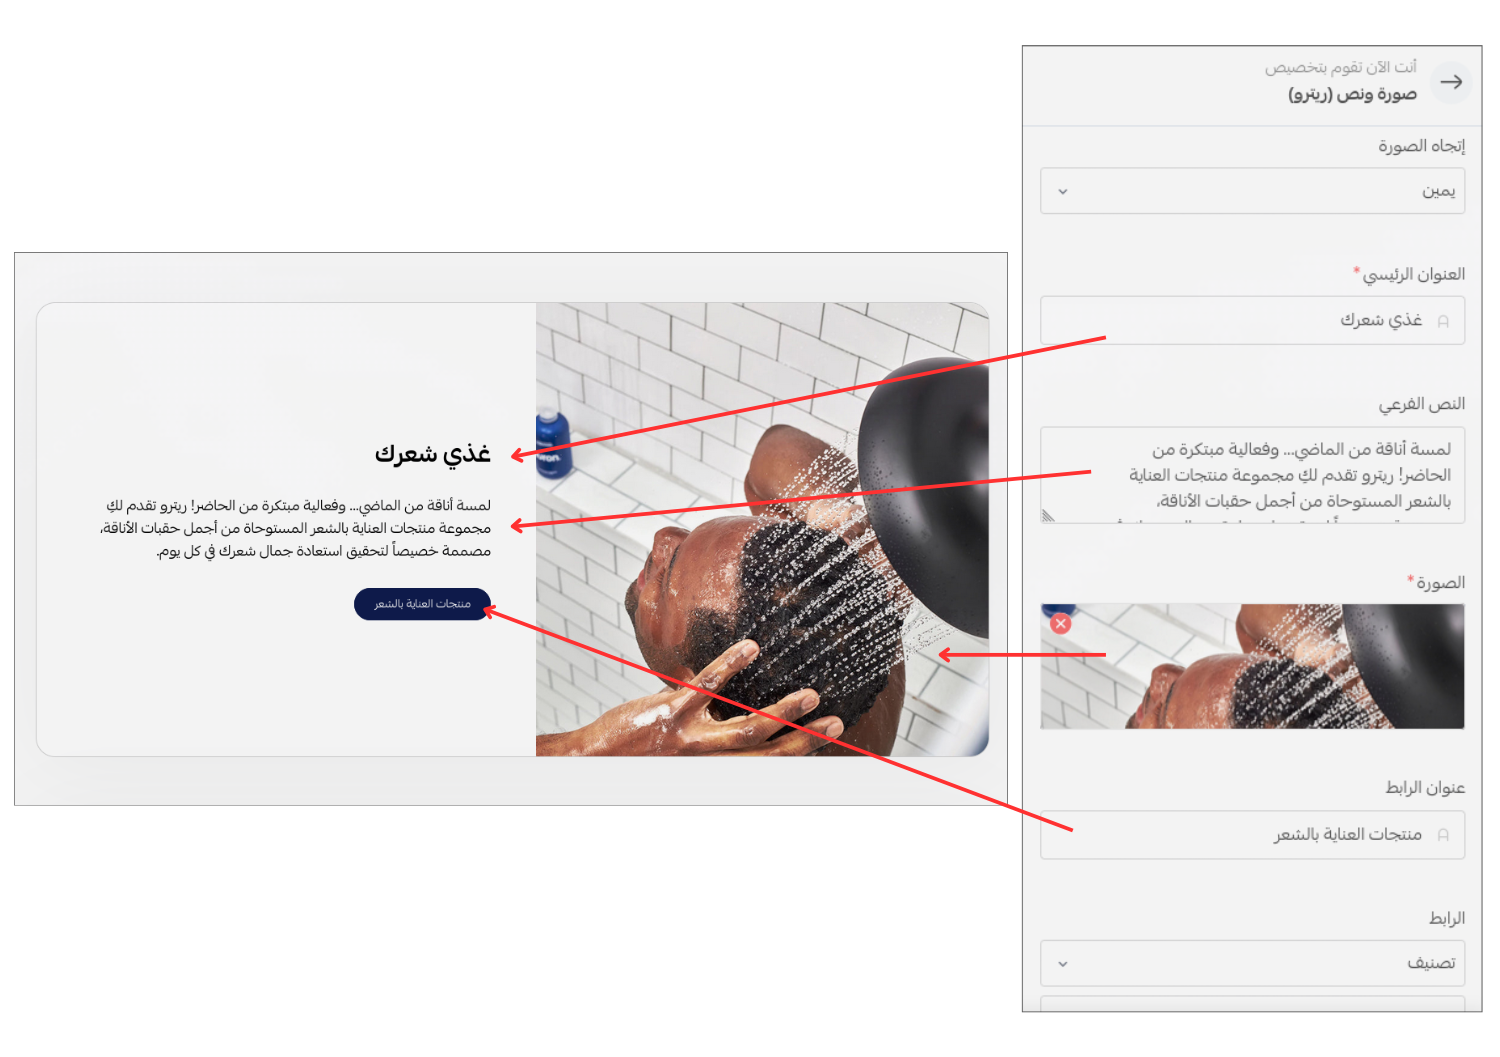 أنت الآن تقوم بتخصيص
صورة ونص (ريترو)
إتجاه الصورة
يمين
العنوان الرئيسي *
غذي شعرك
النص الفرعي
لمسة أناقة من الماضي... وفعالية مبتكرة من
الحاضر! ريترو تقدم لكِ مجموعة منتجات العناية
بالشعر المستوحاة من أجمل حقبات الأناقة،
الصورة *
عنوان الرابط
منتجات العناية بالشعر
الرابط
تصنيف
غذي شعرك
لمسة أناقة من الماضي... وفعالية مبتكرة من الحاضر! ريترو تقدم لكِ
مجموعة منتجات العناية بالشعر المستوحاة من أجمل حقبات الأناقة،
مصممة خصيصاً لتحقيق استعادة جمال شعرك في كل يوم.
منتجات العناية بالشعر